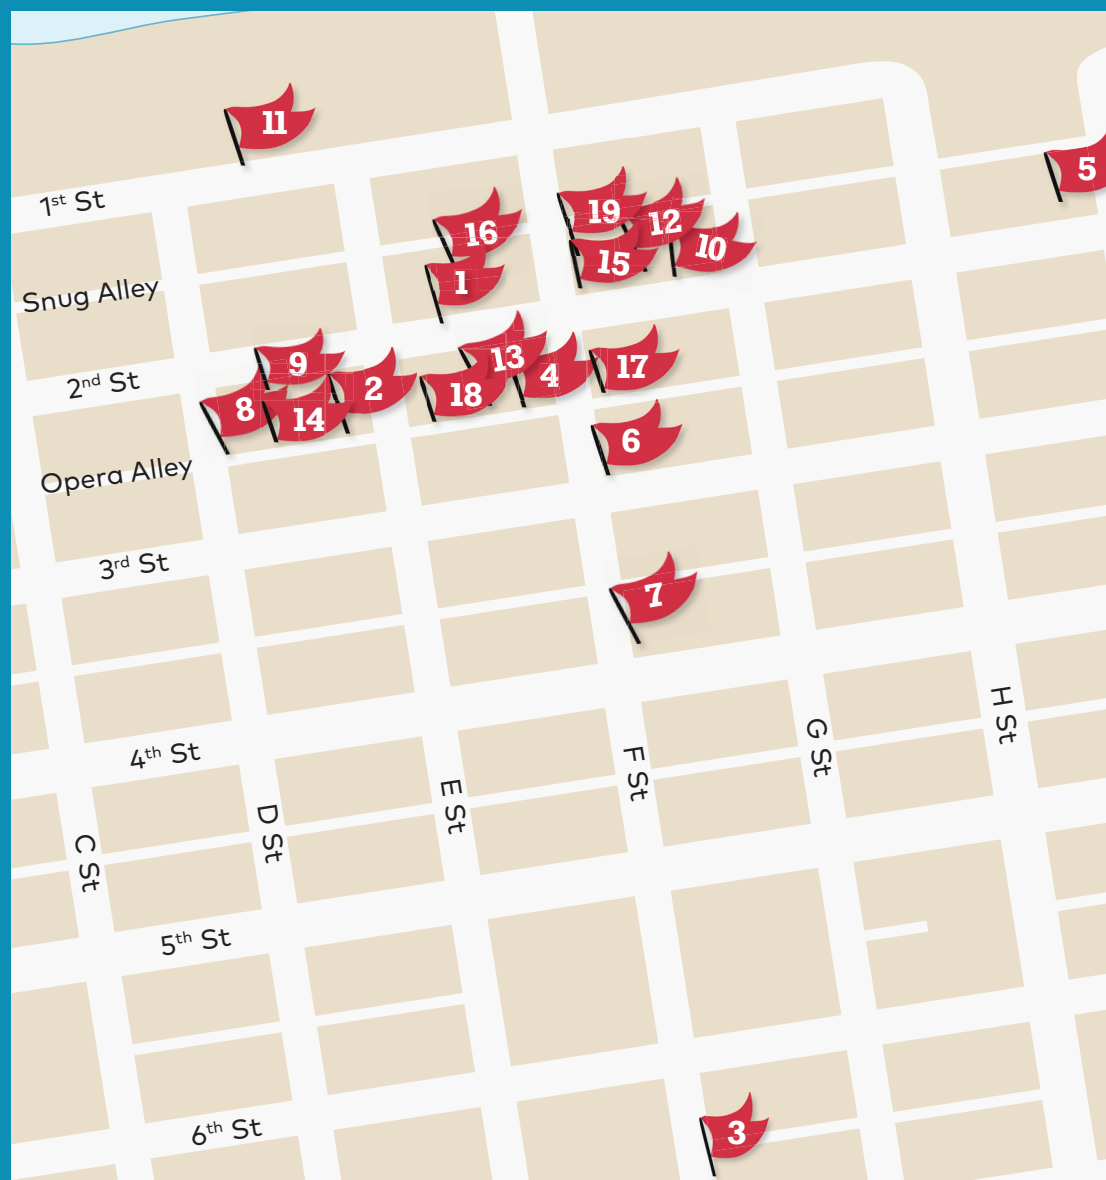 11
5
1st St
19
12
16
10
15
1
Snug Alley
13
9
17
4
2nd St
2
18
8
14
6
Opera Alley
3rd St
7
H St
G St
4th St
F St
E St
D St
C St
5th St
6th St
3